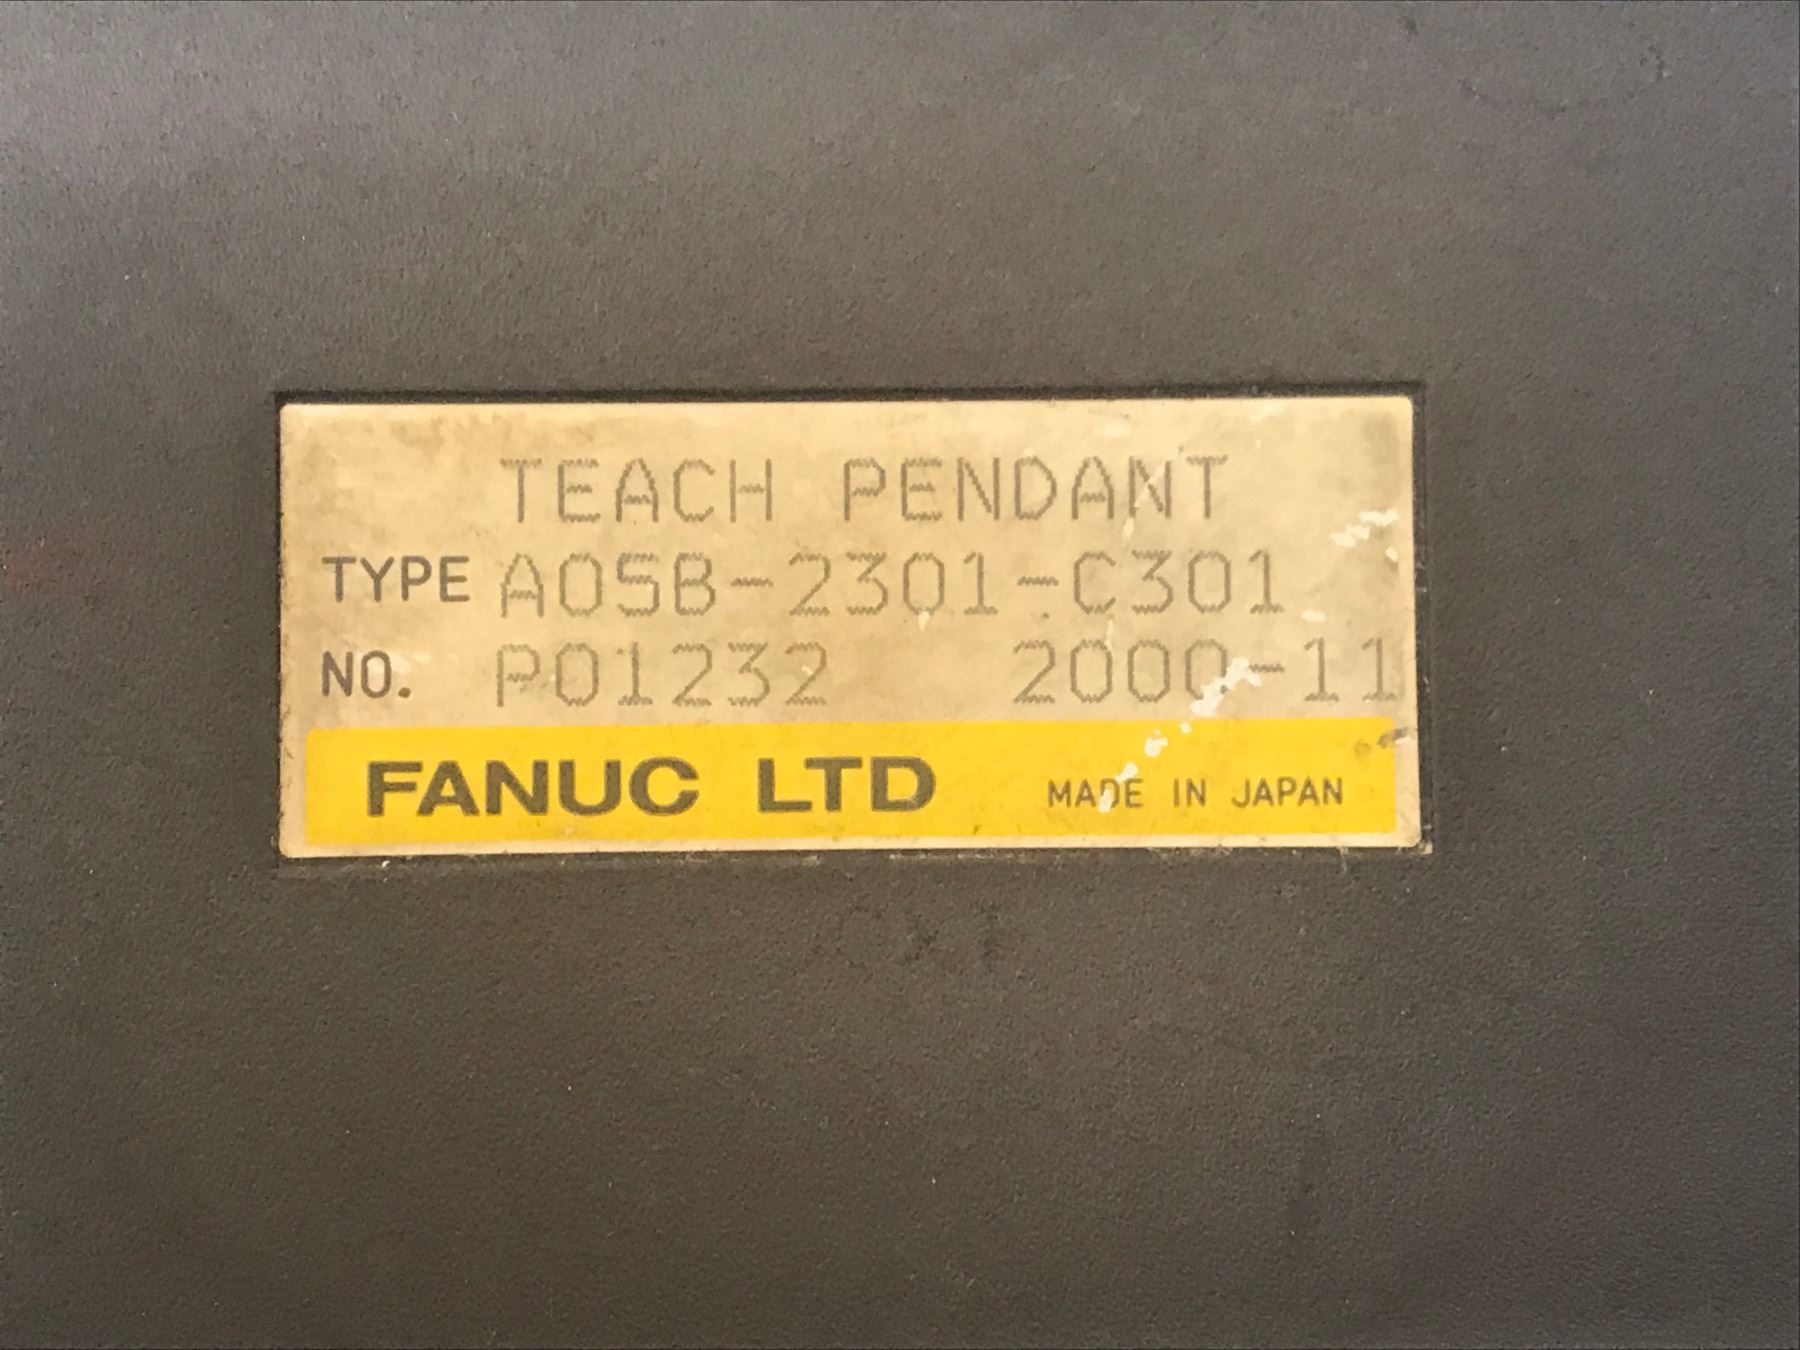 TEACH PENDANT
TYPE A05B-2301-C301
NO. P01232 2000-11
FANUC LTD MADE IN JAPAN